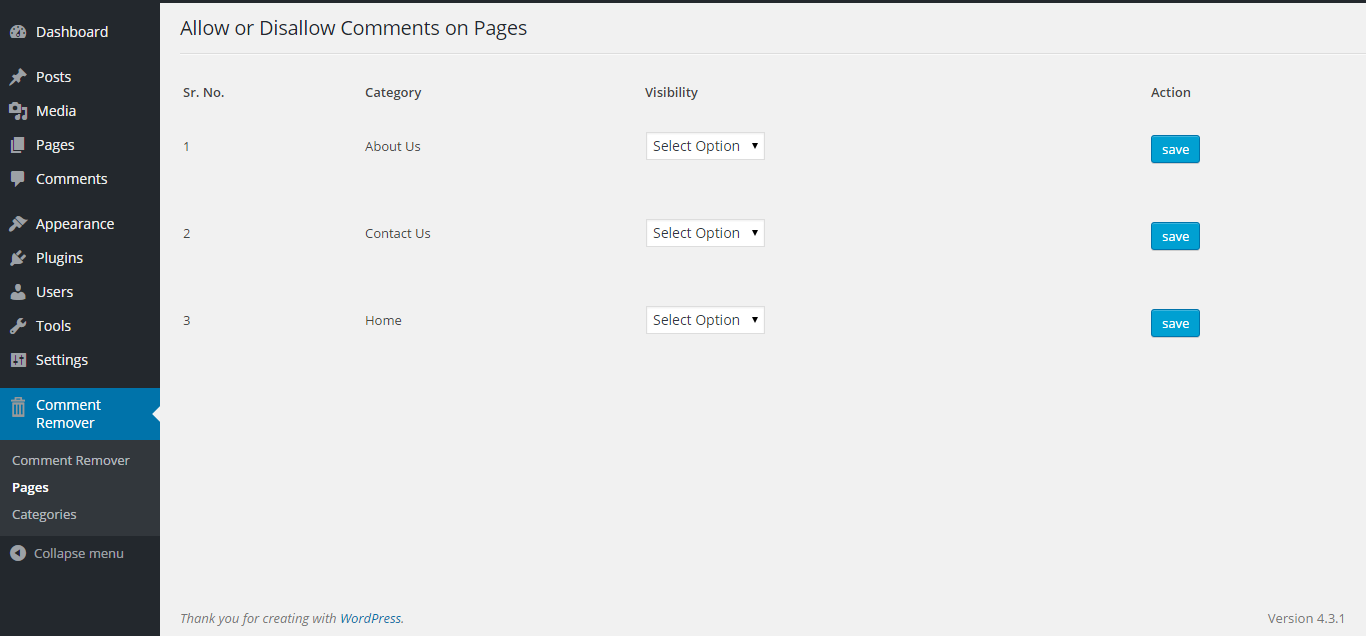 Dashboard
Posts
Media
Pages
Comments
Appearance
Plugins
Users
Tools
Settings
Comment
Remover
Comment Remover
Pages
Categories
Collapse menu
Allow or Disallow Comments on Pages
Sr. No. Category Visibility Action
1 About Us Select Option save
2 Contact Us Select Option save
3 Home Select Option save
Thank you for creating with WordPress. Version 4.3.1